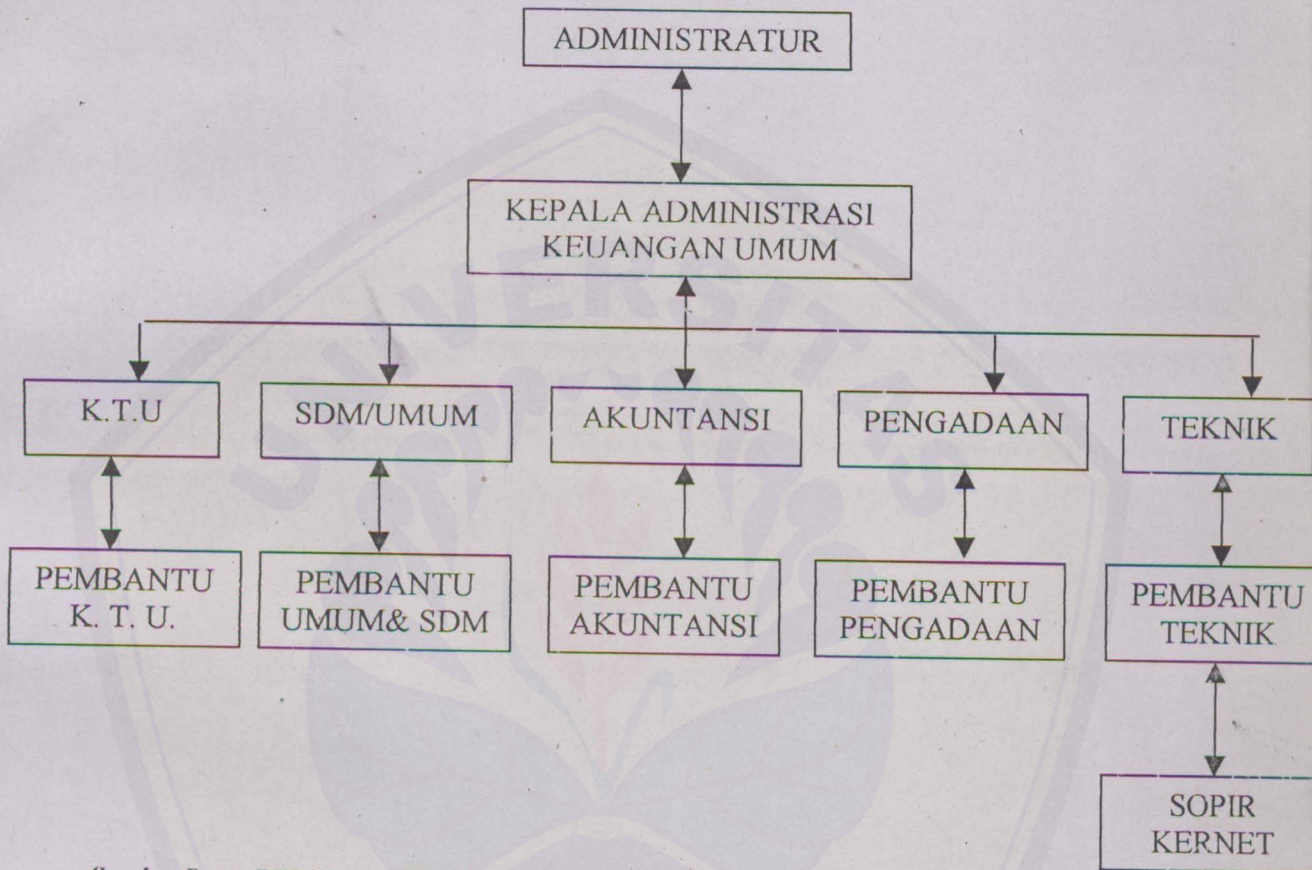 ADMINISTRATUR
KEPALA ADMINISTRASI
KEUANGAN UMUM
UNIVERSITAS
K.T.U
SDM/UMUM
AKUNTANSI
PENGADAAN
TEKNIK
PEMBANTU
K. T. U.
PEMBANTU
UMUM& SDM
PEMBANTU
AKUNTANSI
PEMBANTU
PENGADAAN
PEMBANTU
TEKNIK
SOPIR
KERNET